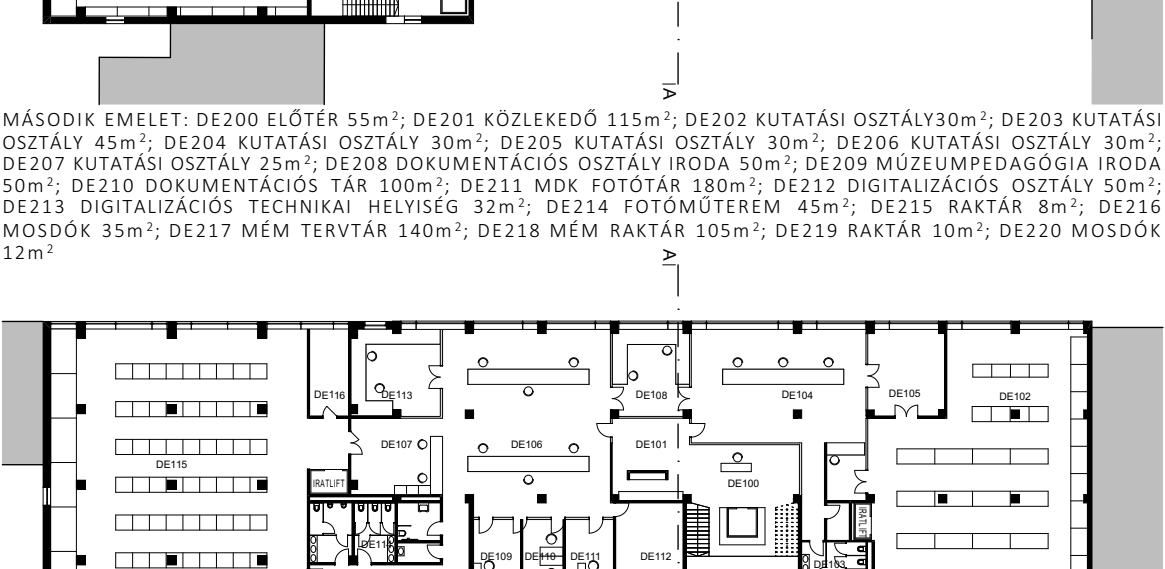 A
MÁSODIK EMELET: DE200 ELŐTÉR 55m²; DE201 KÖZLEKEDŐ 115m²; DE202 KUTATÁSI OSZTÁLY30m²; DE203 KUTATÁSI
OSZTÁLY 45m²; DE204 KUTATÁSI OSZTÁLY 30m²; DE205 KUTATÁSI OSZTÁLY 30m²; DE206 KUTATÁSI OSZTÁLY 30m²;
DE207 KUTATÁSI OSZTÁLY 25m²; DE208 DOKUMENTÁCIÓS OSZTÁLY IRODA 50m²; DE209 MÚZEUMPEDAGÓGIA IRODA
50m²; DE210 DOKUMENTÁCIÓS TÁR 100m²; DE211 MDK FOTÓTÁR 180m²; DE212 DIGITALIZÁCIÓS OSZTÁLY 50m²;
DE213 DIGITALIZÁCIÓS TECHNIKAI HELYISÉG 32m²; DE214 FOTÓMŰTEREM 45m²; DE215 RAKTÁR 8m²; DE216
MOSDÓK 35m²; DE217 MÉM TERVTÁR 140m²; DE218 MÉM RAKTÁR 105m²; DE219 RAKTÁR 10m²; DE220 MOSDÓK
12m²
A
DE116 DE113 DE108 DE104 DE105 DE102
DE107 DE106 DE101
DE115
IRATLIFT DE100
IRATLIFT
DE114
DE109 DE110 DE111 DE112 DE103